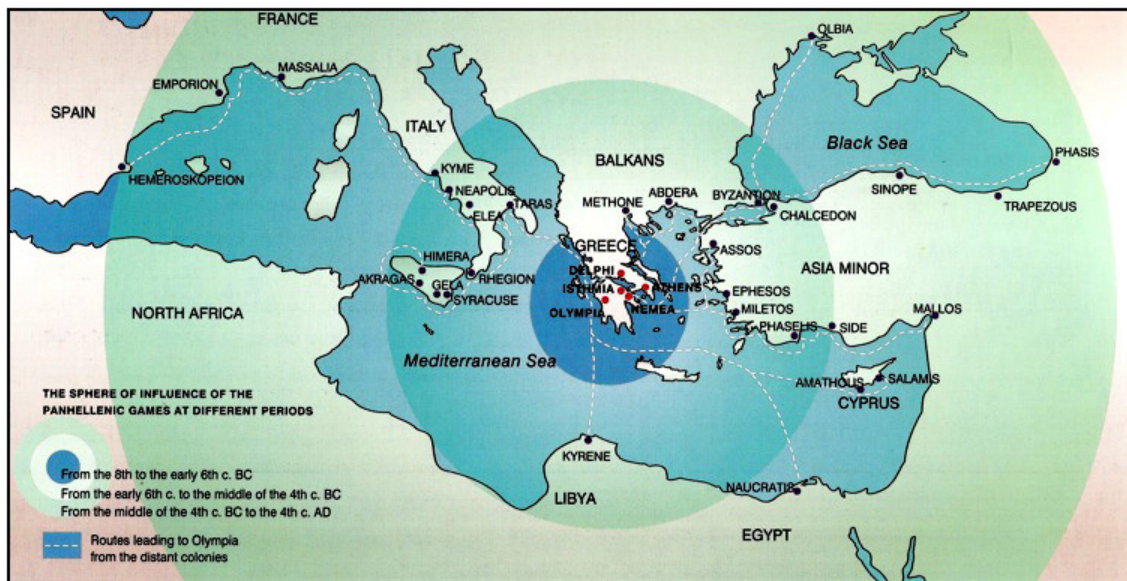 FRANCE
OLBIA
MASSALIA
EMPORION
SPAIN
ITALY
Black Sea
BALKANS
PHASIS
HEMEROSKOPEION
KYME
SINOPE
NEAPOLIS
ABDERA
BYZANTION
TRAPEZOUS
TARAS
METHONE
ELEA
CHALCEDON
GREECE
ASSOS
HIMERA
DELPHI
ASIA MINOR
AKRAGAS
RHEGION
GELA
ISTHMIA
ATHENS
EPHESOS
SYRACUSE
NORTH AFRICA
OLYMPIA
NEMEA
MILETOS
MALLOS
PHASELIS
SIDE
Mediterranean Sea
AMATHOUS
SALAMIS
CYPRUS
THE SPHERE OF INFLUENCE OF THE
PANHELLENIC GAMES AT DIFFERENT PERIODS
KYRENE
From the 8th to the early 6th c. BC
NAUCRATIS
From the early 6th c. to the middle of the 4th c. BC
LIBYA
From the middle of the 4th c. BC to the 4th c. AD
EGYPT
Routes leading to Olympia
from the distant colonies